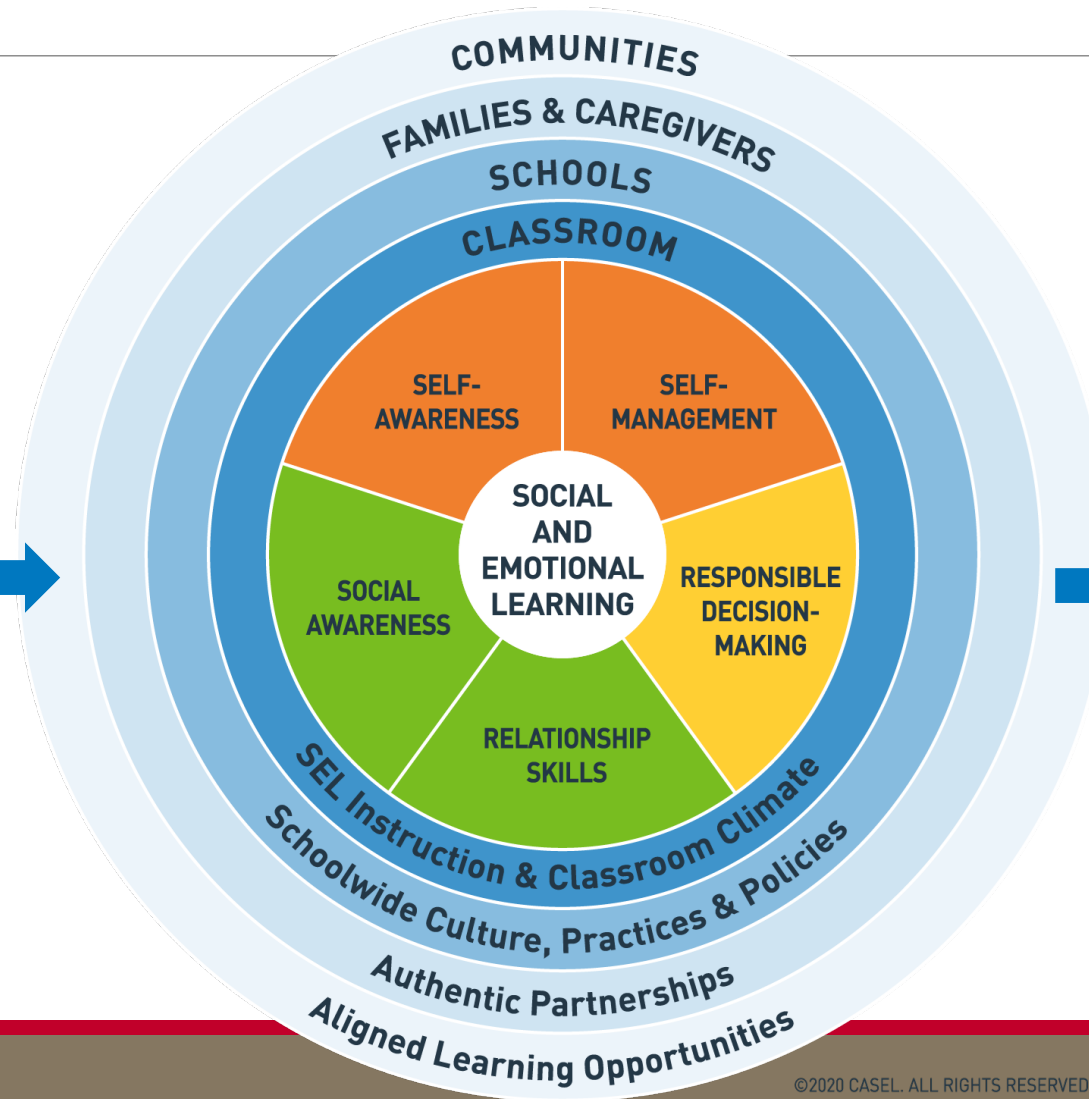 COMMUNITIES
FAMILIES & CAREGIVERS
SCHOOLS
CLASSROOM
SELF-
AWARENESS
SELF-
MANAGEMENT
SOCIAL
AND
EMOTIONAL
LEARNING
SOCIAL
AWARENESS
RESPONSIBLE
DECISION-
MAKING
RELATIONSHIP
SKILLS
SEL Instruction & Classroom Climate
Schoolwide Culture, Practices & Policies
Authentic Partnerships
Aligned Learning Opportunities
©2020 CASEL. ALL RIGHTS RESERVED